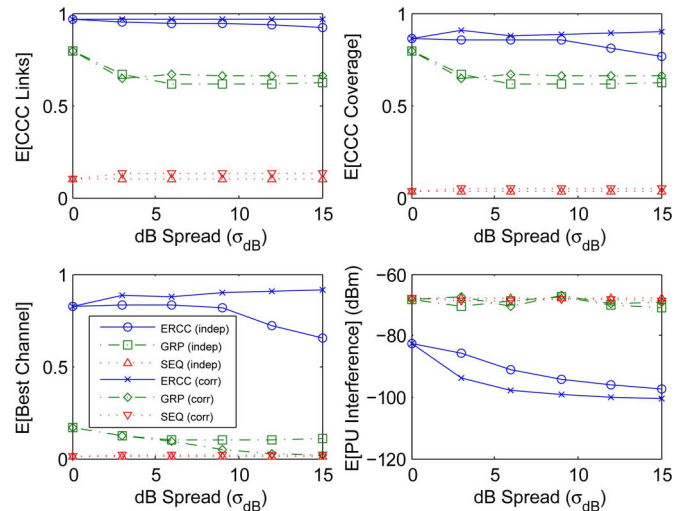 1
0.5
0
E[CCC Links]
0
5
10
15
dB Spread (σdB)
1
0.5
0
E[CCC Coverage]
0
5
10
15
dB Spread (σdB)
1
0.5
0
E[Best Channel]
ERCC (indep)
GRP (indep)
SEQ (indep)
ERCC (corr)
GRP (corr)
SEQ (corr)
0
5
10
15
dB Spread (σdB)
−60
−80
−100
−120
E[PU Interference] (dBm)
0
5
10
15
dB Spread (σdB)